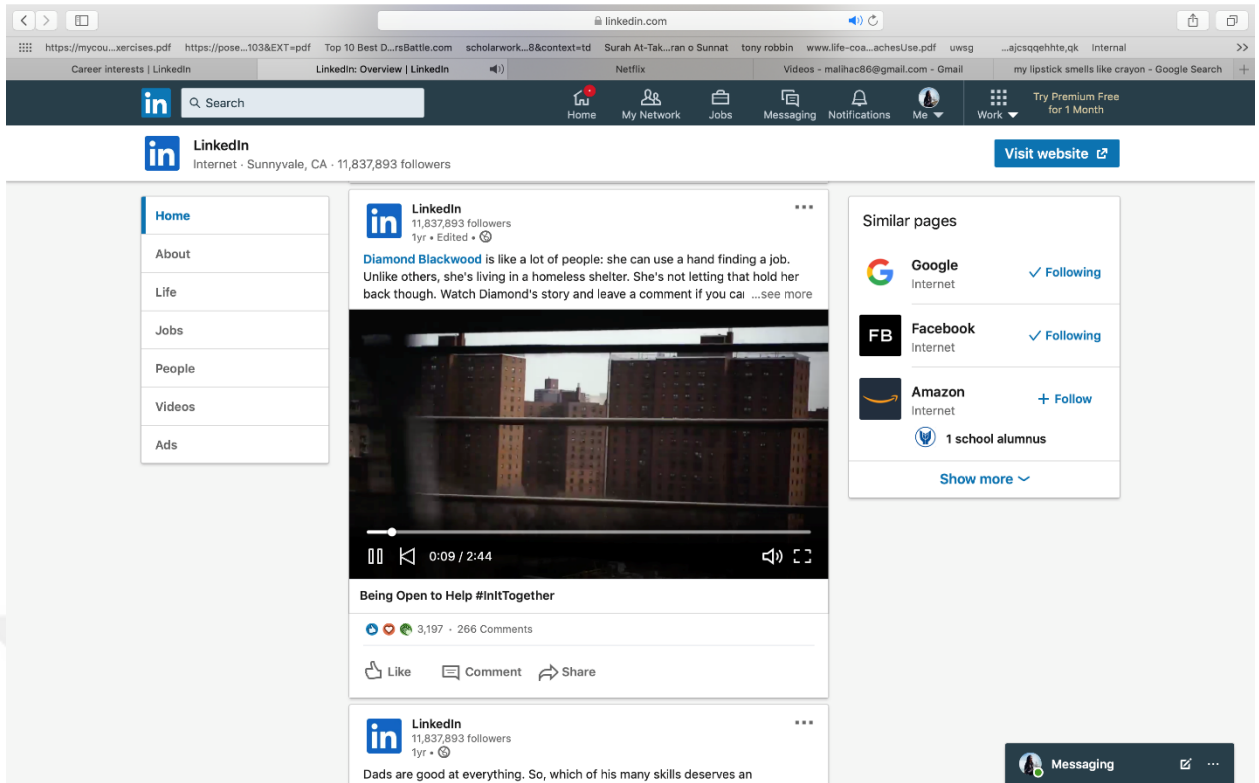 linkedin.com
https://mycou...xercises.pdf https://pose...103&EXT=pdf Top 10 Best D...rsBattle.com scholarwork...8&context=td Surah At-Tak...ran o Sunnat tony robbin www.life-coa...achesUse.pdf uwsg ...ajcsqqehhte,qk Internal >>
Career interests | LinkedIn LinkedIn: Overview | LinkedIn Netflix Videos - malihac86@gmail.com - Gmail my lipstick smells like crayon - Google Search +
in Search Home My Network Jobs Messaging Notifications Me Work Try Premium Free
for 1 Month
in LinkedIn
Internet · Sunnyvale, CA · 11,837,893 followers
Visit website
Home
About
Life
Jobs
People
Videos
Ads
in LinkedIn
11,837,893 followers
1yr • Edited •
Diamond Blackwood is like a lot of people: she can use a hand finding a job.
Unlike others, she's living in a homeless shelter. She's not letting that hold her
back though. Watch Diamond's story and leave a comment if you car ...see more
0:09 / 2:44
Being Open to Help #InItTogether
3,197 · 266 Comments
Like Comment Share
in LinkedIn
11,837,893 followers
1yr •
Dads are good at everything. So, which of his many skills deserves an
Similar pages
G Google
Internet
Following
FB Facebook
Internet
Following
Amazon
Internet
+ Follow
1 school alumnus
Show more
Messaging